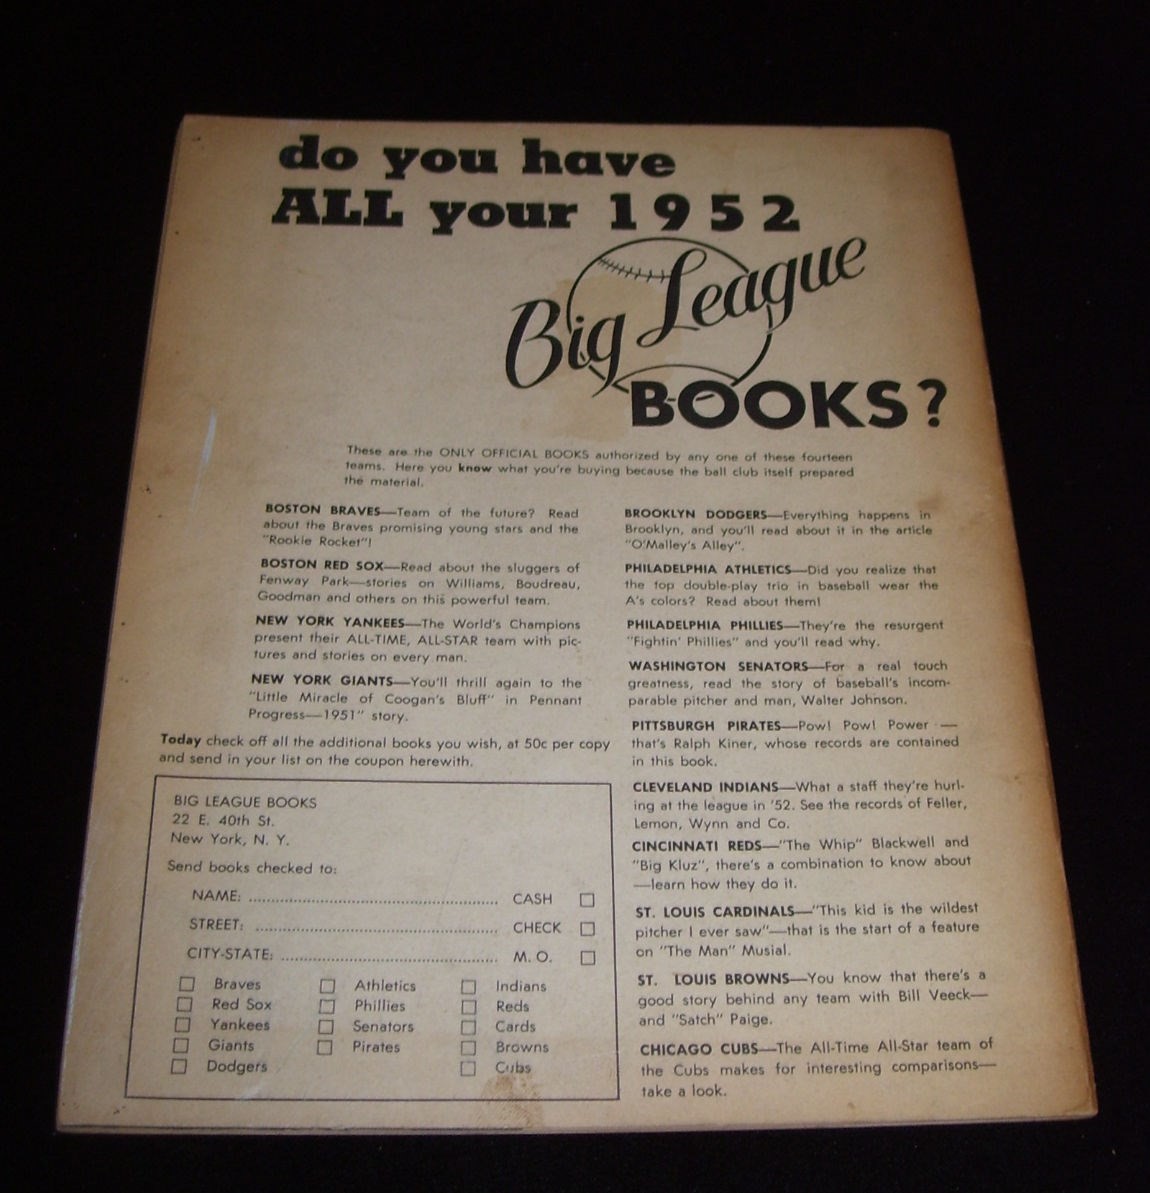 do you have
ALL your 1952
Big League
BOOKS?
These are the ONLY OFFICIAL BOOKS authorized by any one of these fourteen
teams. Here you know what you're buying because the ball club itself prepared
the material.
BOSTON BRAVES—Team of the future? Read
about the Braves promising young stars and the
"Rookie Rocket"!
BOSTON RED SOX—Read about the sluggers of
Fenway Park—stories on Williams, Boudreau,
Goodman and others on this powerful team.
NEW YORK YANKEES—The World's Champions
present their ALL-TIME, ALL-STAR team with pic-
tures and stories on every man.
NEW YORK GIANTS—You'll thrill again to the
"Little Miracle of Coogan's Bluff" in Pennant
Progress—1951" story.
Today check off all the additional books you wish, at 50c per copy
and send in your list on the coupon herewith.
BIG LEAGUE BOOKS
22 E. 40th St.
New York, N. Y.
Send books checked to:
NAME: .................................................. CASH
STREET: ................................................. CHECK
CITY-STATE: ............................................ M. O.
Braves Athletics Indians
Red Sox Phillies Reds
Yankees Senators Cards
Giants Pirates Browns
Dodgers Cubs
BROOKLYN DODGERS—Everything happens in
Brooklyn, and you'll read about it in the article
"O'Malley's Alley".
PHILADELPHIA ATHLETICS—Did you realize that
the top double-play trio in baseball wear the
A's colors? Read about them!
PHILADELPHIA PHILLIES—They're the resurgent
"Fightin' Phillies" and you'll read why.
WASHINGTON SENATORS—For a real touch
greatness, read the story of baseball's incom-
parable pitcher and man, Walter Johnson.
PITTSBURGH PIRATES—Pow! Pow! Power —
that's Ralph Kiner, whose records are contained
in this book.
CLEVELAND INDIANS—What a staff they're hurl-
ing at the league in '52. See the records of Feller,
Lemon, Wynn and Co.
CINCINNATI REDS—"The Whip" Blackwell and
"Big Kluz", there's a combination to know about
—learn how they do it.
ST. LOUIS CARDINALS—"This kid is the wildest
pitcher I ever saw"—that is the start of a feature
on "The Man" Musial.
ST. LOUIS BROWNS—You know that there's a
good story behind any team with Bill Veeck—
and "Satch" Paige.
CHICAGO CUBS—The All-Time All-Star team of
the Cubs makes for interesting comparisons—
take a look.